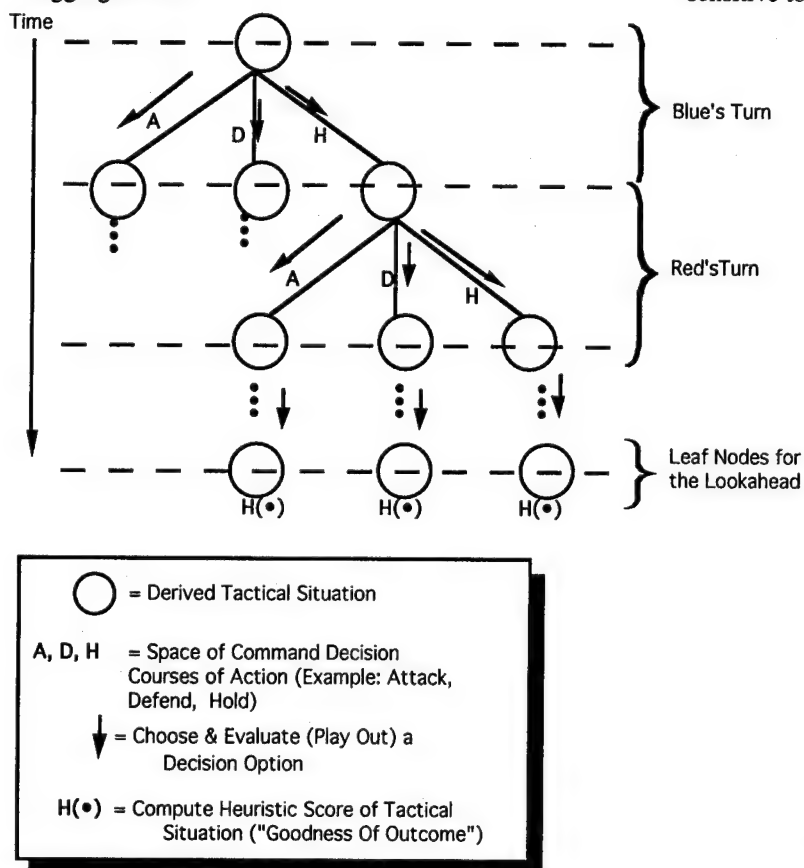 Time
A
D
H
Blue's Turn
A
D
H
Red'sTurn
H(•)
H(•)
H(•)
Leaf Nodes for
the Lookahead
= Derived Tactical Situation
A, D, H = Space of Command Decision
Courses of Action (Example: Attack,
Defend, Hold)
= Choose & Evaluate (Play Out) a
Decision Option
H(•) = Compute Heuristic Score of Tactical
Situation ("Goodness Of Outcome")